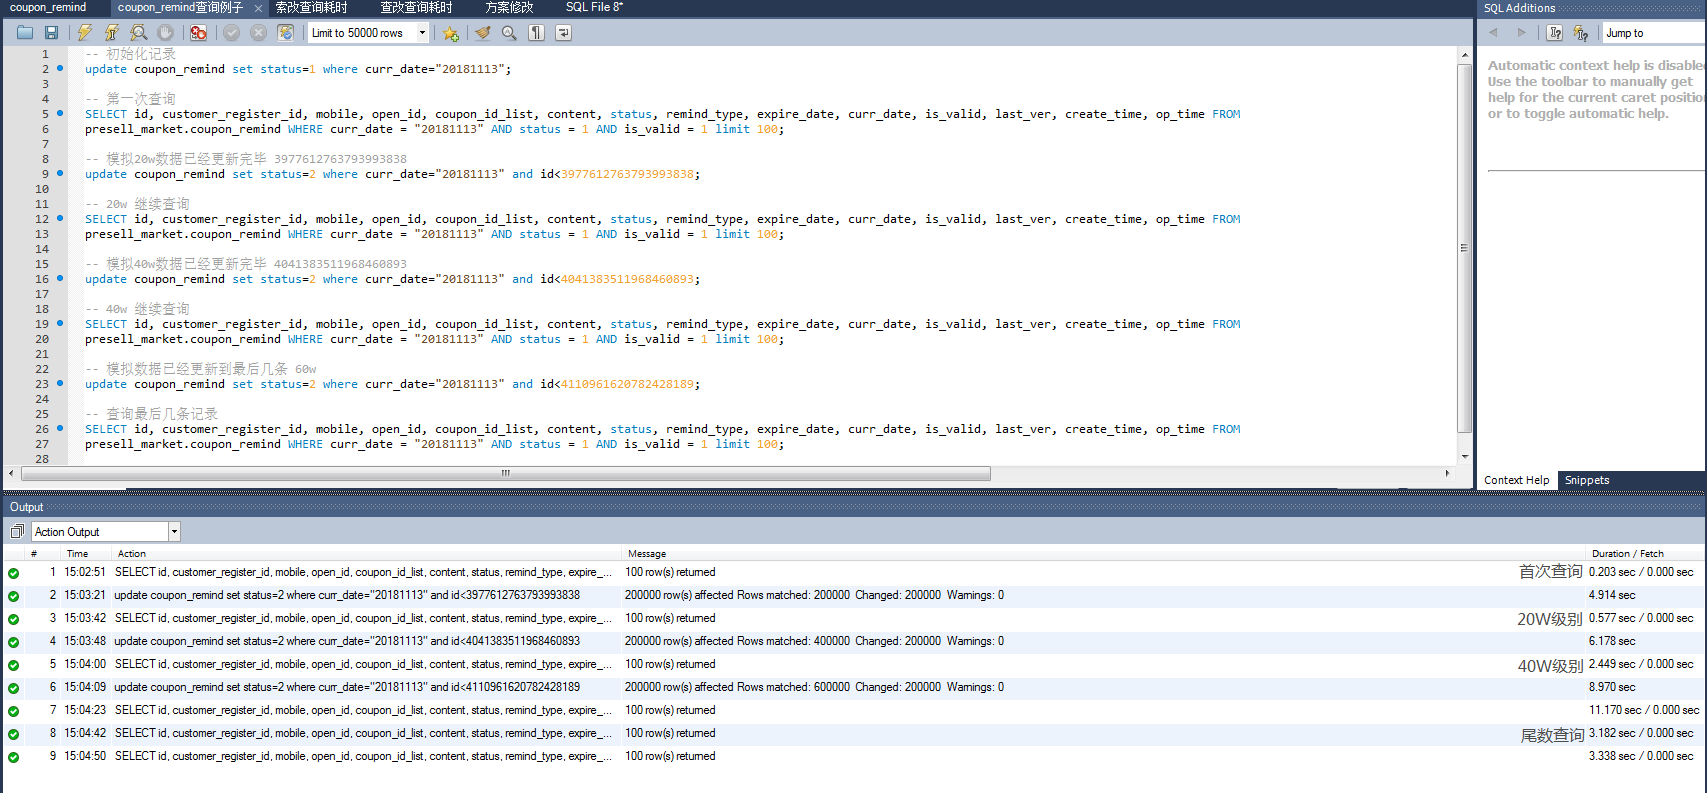 coupon_remind coupon_remind查询例子 索改查询耗时 查改查询耗时 方案修改 SQL File 8*
SQL Additions
Limit to 50000 rows
Jump to
1 -- 初始化记录
2 update coupon_remind set status=1 where curr_date="20181113";
3
4 -- 第一次查询
5 SELECT id, customer_register_id, mobile, open_id, coupon_id_list, content, status, remind_type, expire_date, curr_date, is_valid, last_ver, create_time, op_time FROM
6 presell_market.coupon_remind WHERE curr_date = "20181113" AND status = 1 AND is_valid = 1 limit 100;
7
8 -- 模拟20w数据已经更新完毕 3977612763793993838
9 update coupon_remind set status=2 where curr_date="20181113" and id<3977612763793993838;
10
11 -- 20w 继续查询
12 SELECT id, customer_register_id, mobile, open_id, coupon_id_list, content, status, remind_type, expire_date, curr_date, is_valid, last_ver, create_time, op_time FROM
13 presell_market.coupon_remind WHERE curr_date = "20181113" AND status = 1 AND is_valid = 1 limit 100;
14
15 -- 模拟40w数据已经更新完毕 4041383511968460893
16 update coupon_remind set status=2 where curr_date="20181113" and id<4041383511968460893;
17
18 -- 40w 继续查询
19 SELECT id, customer_register_id, mobile, open_id, coupon_id_list, content, status, remind_type, expire_date, curr_date, is_valid, last_ver, create_time, op_time FROM
20 presell_market.coupon_remind WHERE curr_date = "20181113" AND status = 1 AND is_valid = 1 limit 100;
21
22 -- 模拟数据已经更新到最后几条 60w
23 update coupon_remind set status=2 where curr_date="20181113" and id<4110961620782428189;
24
25 -- 查询最后几条记录
26 SELECT id, customer_register_id, mobile, open_id, coupon_id_list, content, status, remind_type, expire_date, curr_date, is_valid, last_ver, create_time, op_time FROM
27 presell_market.coupon_remind WHERE curr_date = "20181113" AND status = 1 AND is_valid = 1 limit 100;
28
Automatic context help is disabled
Use the toolbar to manually get
help for the current caret position
or to toggle automatic help.
Context Help Snippets
Output
Action Output
# Time Action Message Duration / Fetch
1 15:02:51 SELECT id, customer_register_id, mobile, open_id, coupon_id_list, content, status, remind_type, expire_... 100 row(s) returned 首次查询 0.203 sec / 0.000 sec
2 15:03:21 update coupon_remind set status=2 where curr_date="20181113" and id<3977612763793993838 200000 row(s) affected Rows matched: 200000 Changed: 200000 Warnings: 0 4.914 sec
3 15:03:42 SELECT id, customer_register_id, mobile, open_id, coupon_id_list, content, status, remind_type, expire_... 100 row(s) returned 20W级别 0.577 sec / 0.000 sec
4 15:03:48 update coupon_remind set status=2 where curr_date="20181113" and id<4041383511968460893 200000 row(s) affected Rows matched: 400000 Changed: 200000 Warnings: 0 6.178 sec
5 15:04:00 SELECT id, customer_register_id, mobile, open_id, coupon_id_list, content, status, remind_type, expire_... 100 row(s) returned 40W级别 2.449 sec / 0.000 sec
6 15:04:09 update coupon_remind set status=2 where curr_date="20181113" and id<4110961620782428189 200000 row(s) affected Rows matched: 600000 Changed: 200000 Warnings: 0 8.970 sec
7 15:04:23 SELECT id, customer_register_id, mobile, open_id, coupon_id_list, content, status, remind_type, expire_... 100 row(s) returned 11.170 sec / 0.000 sec
8 15:04:42 SELECT id, customer_register_id, mobile, open_id, coupon_id_list, content, status, remind_type, expire_... 100 row(s) returned 尾数查询 3.182 sec / 0.000 sec
9 15:04:50 SELECT id, customer_register_id, mobile, open_id, coupon_id_list, content, status, remind_type, expire_... 100 row(s) returned 3.338 sec / 0.000 sec